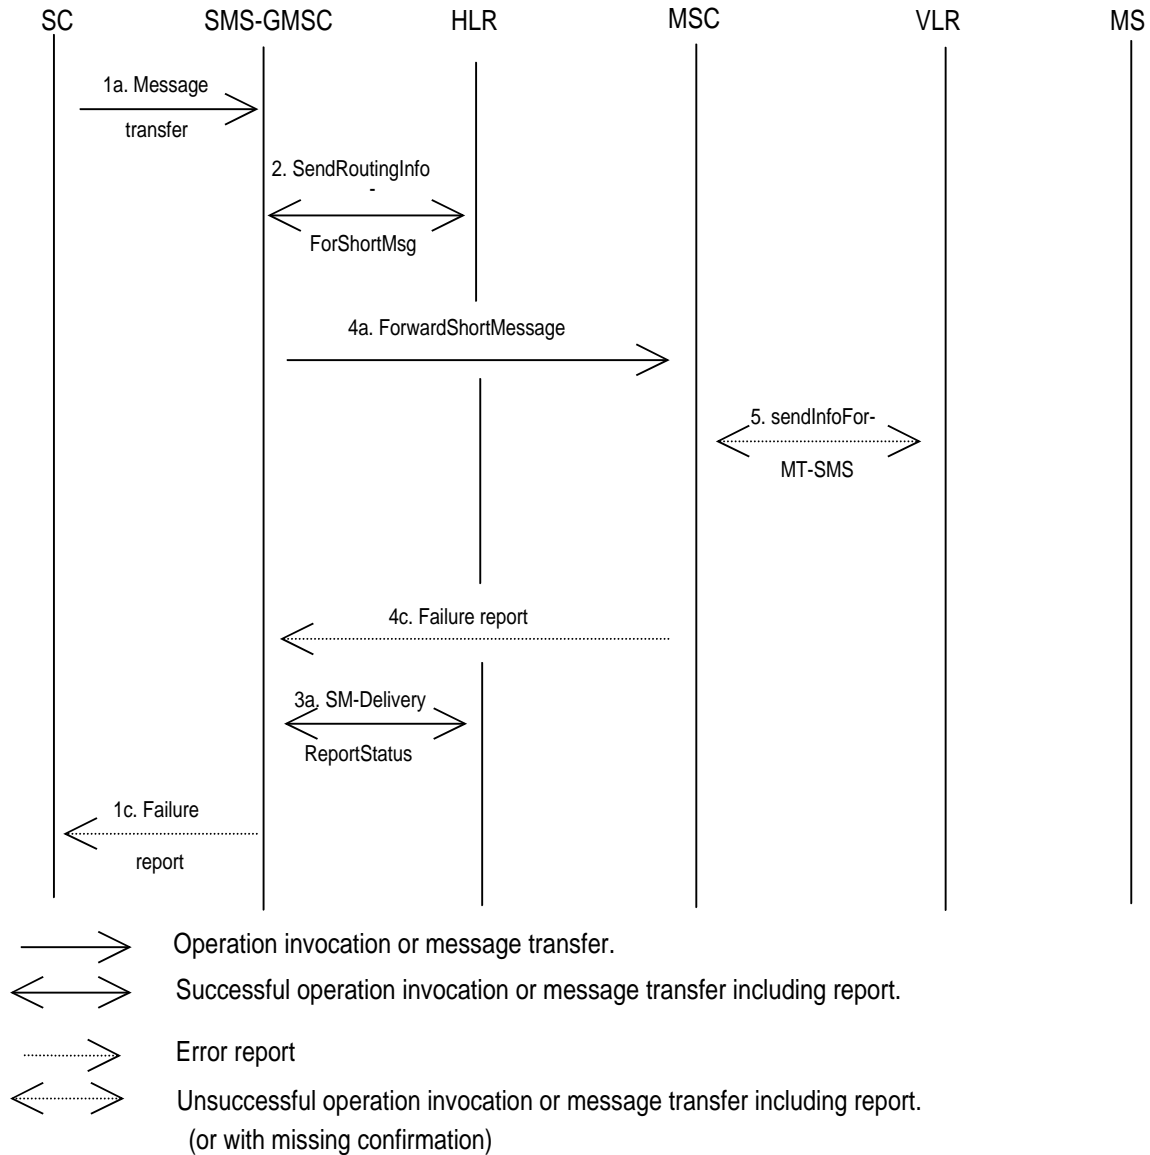 SC SMS-GMSC HLR MSC VLR MS
1a. Message
transfer
2. SendRoutingInfo
-
ForShortMsg
4a. ForwardShortMessage
5. sendInfoFor-
MT-SMS
4c. Failure report
3a. SM-Delivery
ReportStatus
1c. Failure
report
Operation invocation or message transfer.
Successful operation invocation or message transfer including report.
Error report
Unsuccessful operation invocation or message transfer including report.
(or with missing confirmation)